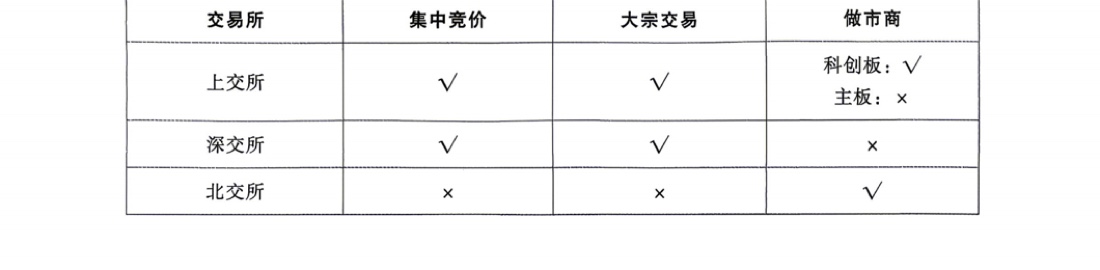 交易所 集中竞价 大宗交易 做市商
上交所 √ √ 科创板：√
主板：×
深交所 √ √ ×
北交所 × × √